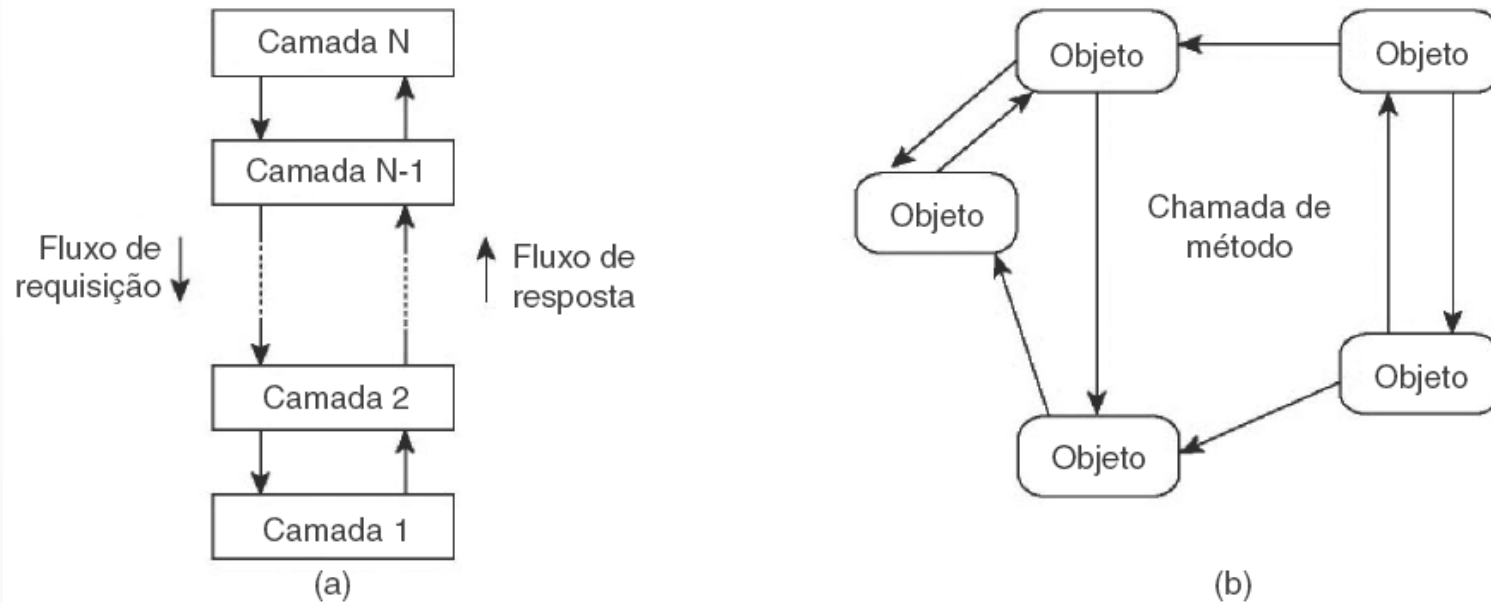 Camada N
Camada N-1
Fluxo de
requisição
Fluxo de
resposta
Camada 2
Camada 1
(a)
Objeto
Objeto
Objeto
Chamada de
método
Objeto
Objeto
(b)